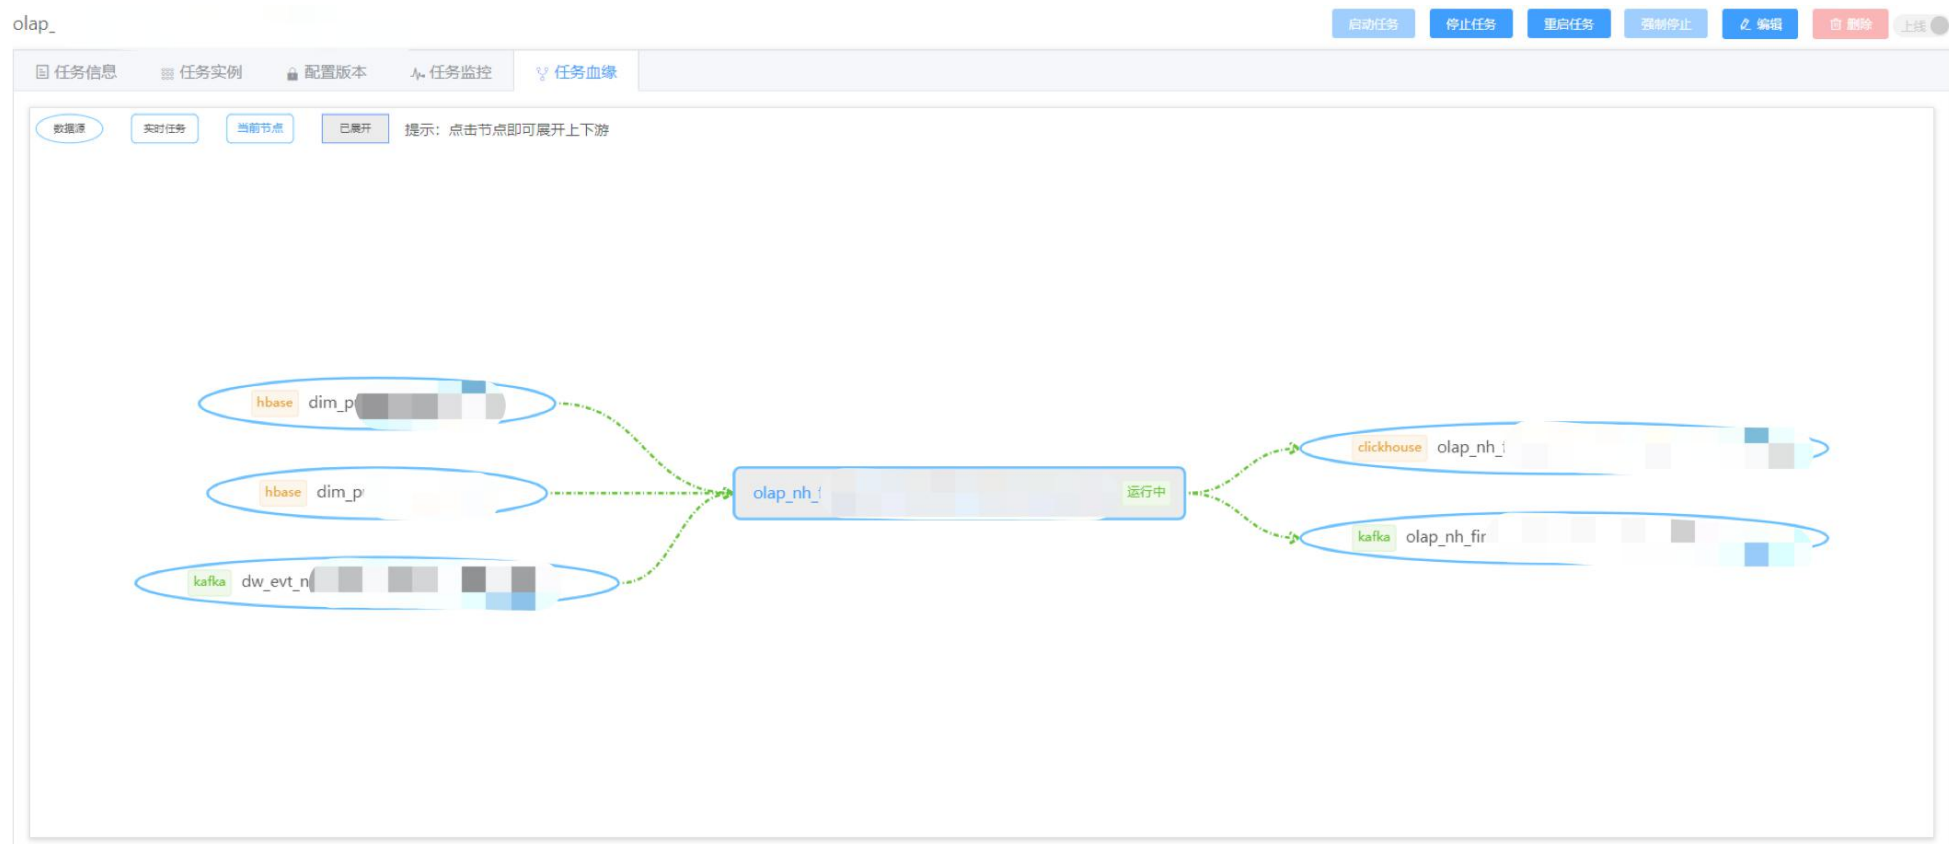 olap_ 启动任务 停止任务 重启任务 强制停止 编辑 删除 上线
任务信息 任务实例 配置版本 任务监控 任务血缘
数据源 实时任务 当前节点 已展开 提示：点击节点即可展开上下游
hbase dim_p
clickhouse olap_nh_
hbase dim_p
olap_nh_ 运行中
kafka olap_nh_fir
kafka dw_evt_n